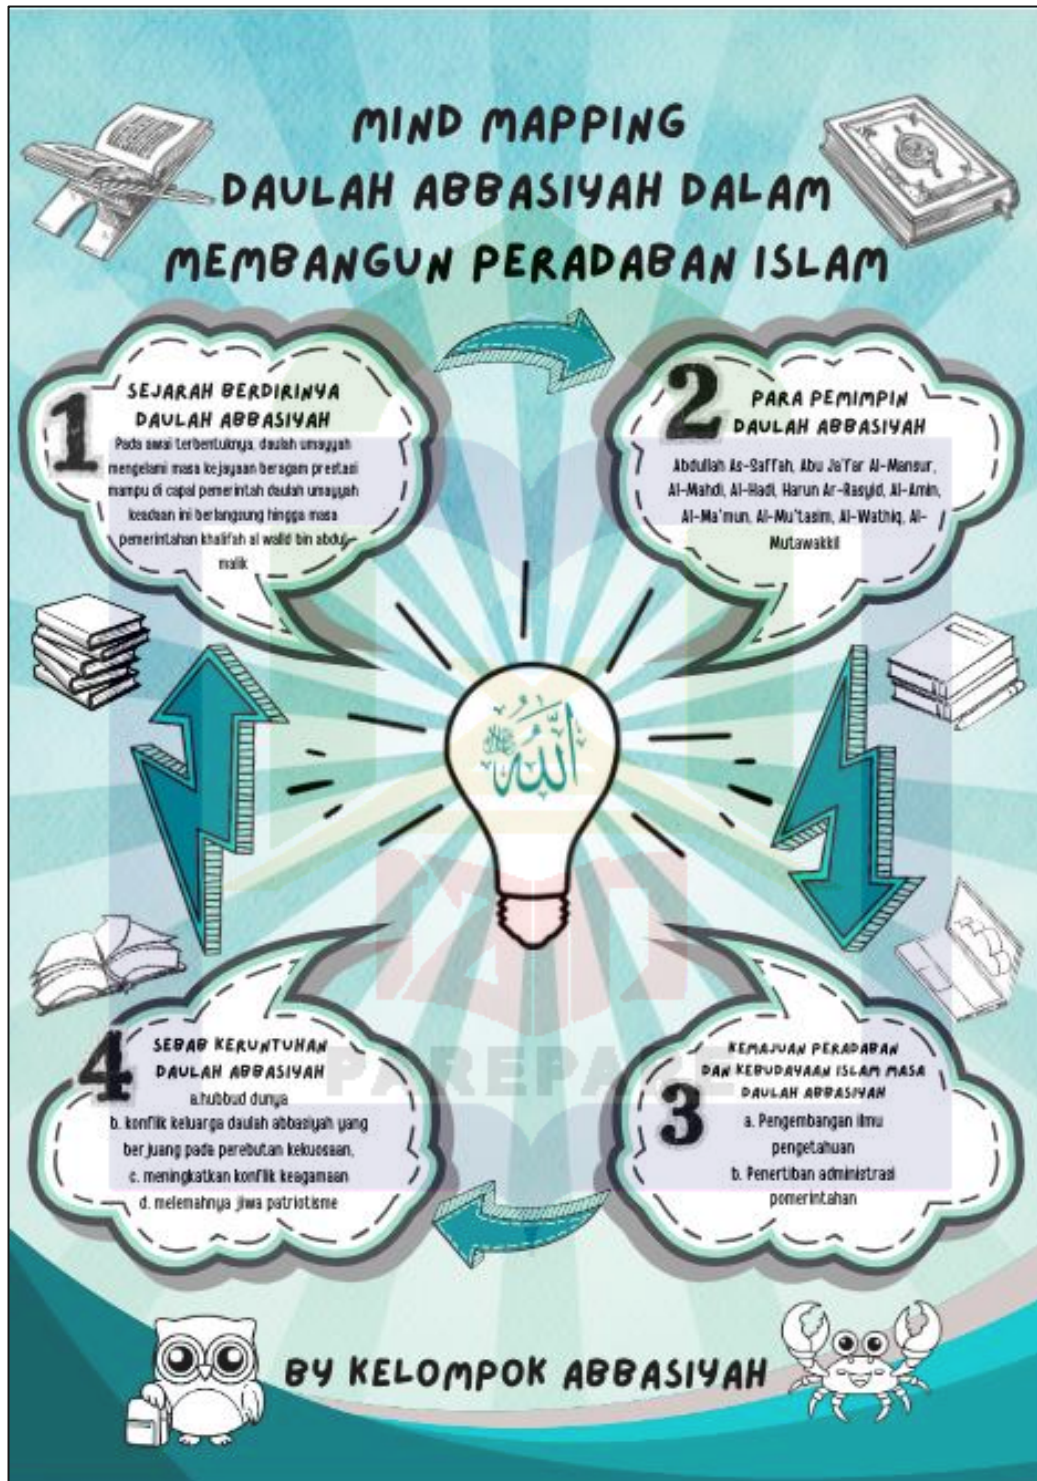 MIND MAPPING
DAULAH ABBASIYAH DALAM
MEMBANGUN PERADABAN ISLAM
1
SEJARAH BERDIRINYA
DAULAH ABBASIYAH
Pada awal terbentuknya, daulah umayyah
mengelami masa kejayaan beragam prestasi
mampu di capai pemerintah daulah umayyah
keadaan ini berlangsung hingga masa
pemerintahan khalifah al walid bin abdul-
malik
2
PARA PEMIMPIN
DAULAH ABBASIYAH
Abdullah As-Saffah, Abu Ja'far Al-Mansur,
Al-Mahdi, Al-Hadi, Harun Ar-Rasyid, Al-Amin,
Al-Ma'mun, Al-Mu'tasim, Al-Wathiq, Al-
Mutawakkil
الله
3
KEMAJUAN PERADABAN
DAN KEBUDAYAAN ISLAM MASA
DAULAH ABBASIYAH
a. Pengembangan ilmu
pengetahuan
b. Penertiban administrasi
pomerintahan
4
SEBAB KERUNTUHAN
DAULAH ABBASIYAH
a.hubbud dunya
b. konflik keluarga daulah abbasiyah yang
berjuang pada perebutan kekuosaan,
c. meningkatkan konflik keagamaan
d. melemahnya jiwa patriotisme
PAREPARE
BY KELOMPOK ABBASIYAH